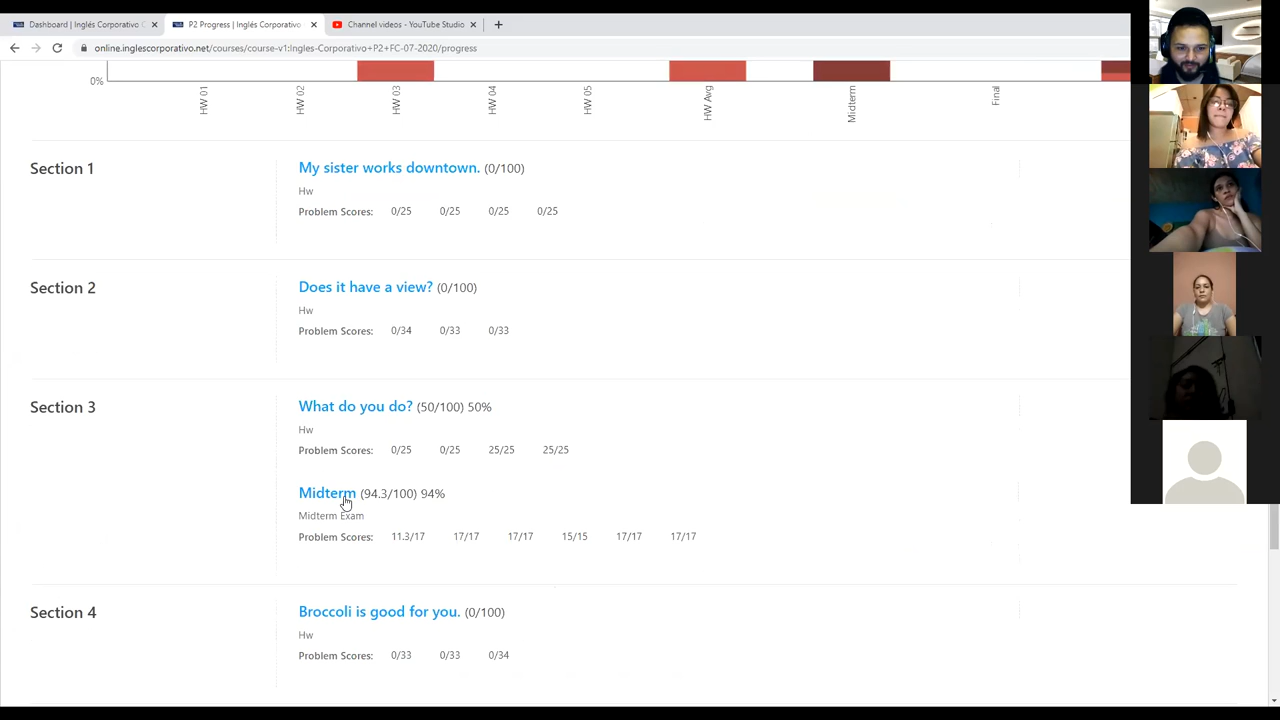 Dashboard | Inglés Corporativo
P2 Progress | Inglés Corporativo
Channel videos - YouTube Studio
online.inglescorporativo.net/courses/course-v1:Ingles-Corporativo+P2+FC-07-2020/progress
0%
HW 01
HW 02
HW 03
HW 04
HW 05
HW Avg
Midterm
Final
Section 1
My sister works downtown. (0/100)
Hw
Problem Scores: 0/25 0/25 0/25 0/25
Section 2
Does it have a view? (0/100)
Hw
Problem Scores: 0/34 0/33 0/33
Section 3
What do you do? (50/100) 50%
Hw
Problem Scores: 0/25 0/25 25/25 25/25
Midterm (94.3/100) 94%
Midterm Exam
Problem Scores: 11.3/17 17/17 17/17 15/15 17/17 17/17
Section 4
Broccoli is good for you. (0/100)
Hw
Problem Scores: 0/33 0/33 0/34